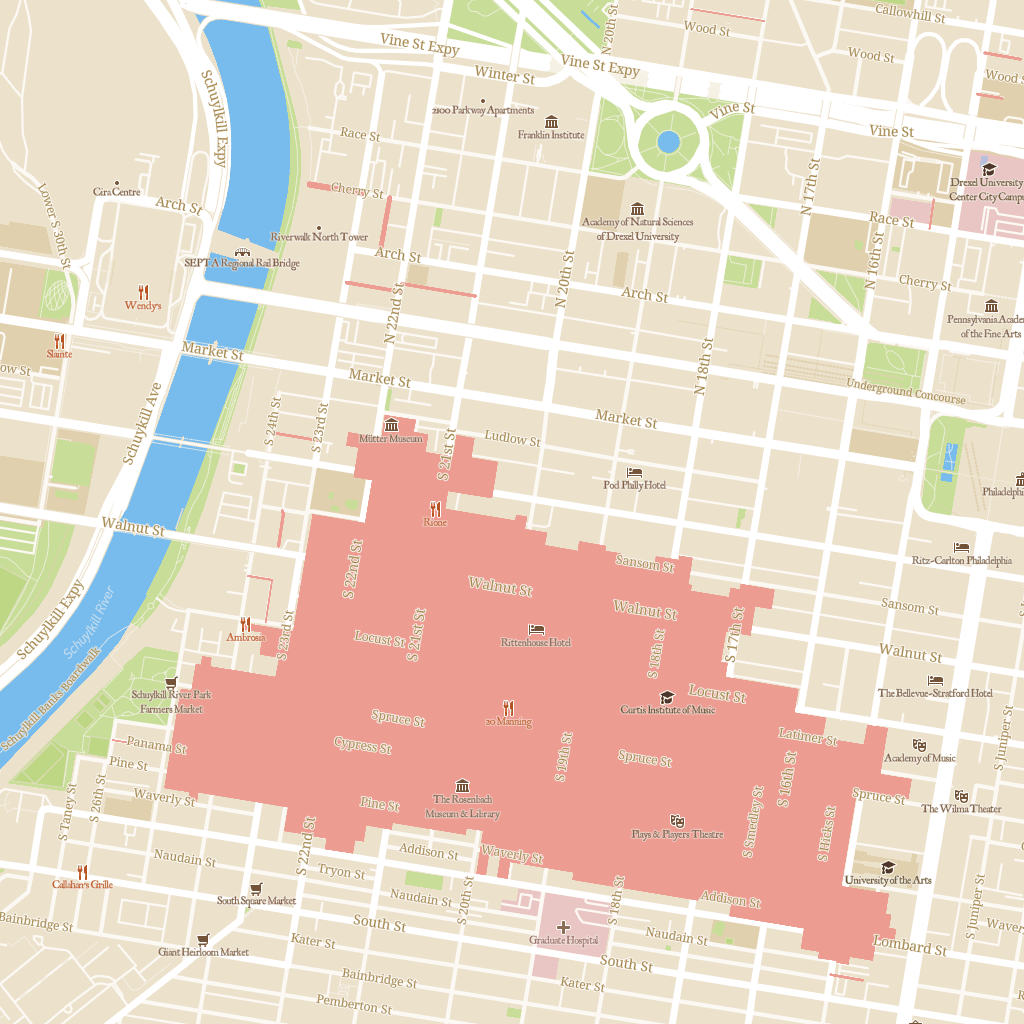 Callowhill St
N 20th St
Wood St
Vine St Expy
Wood St
Vine St Expy
Winter St
Wood S
Schuylkill Expy
2100 Parkway Apartments
Vine St
Race St
Franklin Institute
Vine St
Lower S 30th St
Cira Centre
Cherry St
N 17th St
Drexel University
Center City Campu
Arch St
Academy of Natural Sciences
of Drexel University
Race St
Riverwalk North Tower
SEPTA Regional Rail Bridge
Arch St
N 20th St
N 16th St
Cherry St
Wendy's
N 22nd St
Arch St
Pennsylvania Academ
of the Fine Arts
Slainte
Market St
ow St
Market St
N 18th St
Underground Concourse
Schuylkill Ave
S 24th St
S 23rd St
Market St
Mütter Museum
Ludlow St
S 21st St
Pod Philly Hotel
Philadelphi
Rione
Walnut St
Ritz-Carlton Philadelphia
S 22nd St
Sansom St
Walnut St
Schuylkill Expy
Schuylkill River
Walnut St
Sansom St
Ambrosia
S 23rd St
Locust St
S 21st St
Rittenhouse Hotel
S 18th St
S 17th St
Walnut St
Schuylkill Banks Boardwalk
Schuylkill River Park
Farmers Market
Locust St
The Bellevue-Stratford Hotel
Curtis Institute of Music
20 Manning
Spruce St
S Juniper St
Panama St
Cypress St
Latimer St
Academy of Music
Pine St
S 19th St
Spruce St
S 16th St
S 26th St
Waverly St
S Taney St
Pine St
The Rosenbach
Museum & Library
Spruce St
The Wilma Theater
S 22nd St
Plays & Players Theatre
S Smedley St
S Hicks St
Addison St
Waverly St
Naudain St
Callahan's Grille
Tryon St
University of the Arts
South Square Market
Naudain St
S 20th St
S 18th St
Addison St
S Juniper St
Bainbridge St
South St
Waver
Giant Heirloom Market
Kater St
Graduate Hospital
Naudain St
Lombard St
South St
Bainbridge St
Kater St
Pemberton St
R